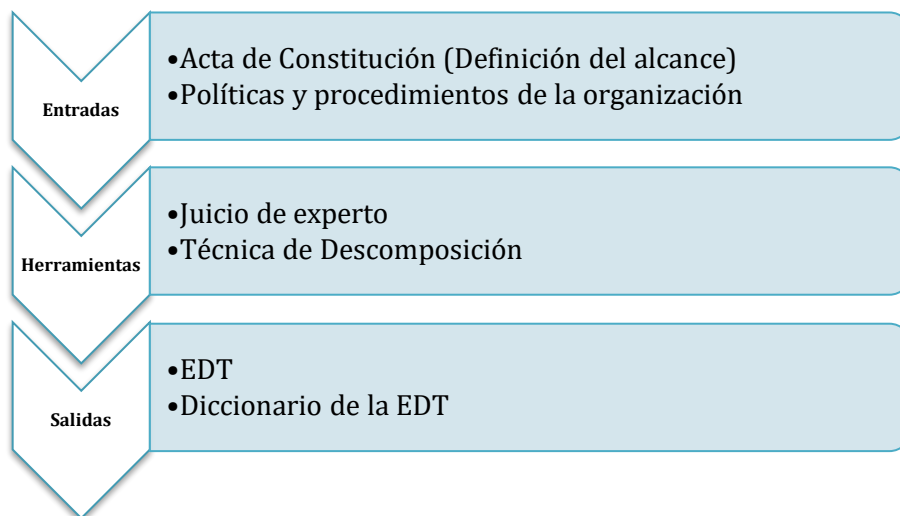 Entradas
•Acta de Constitución (Definición del alcance)
•Políticas y procedimientos de la organización
Herramientas
•Juicio de experto
•Técnica de Descomposición
Salidas
•EDT
•Diccionario de la EDT